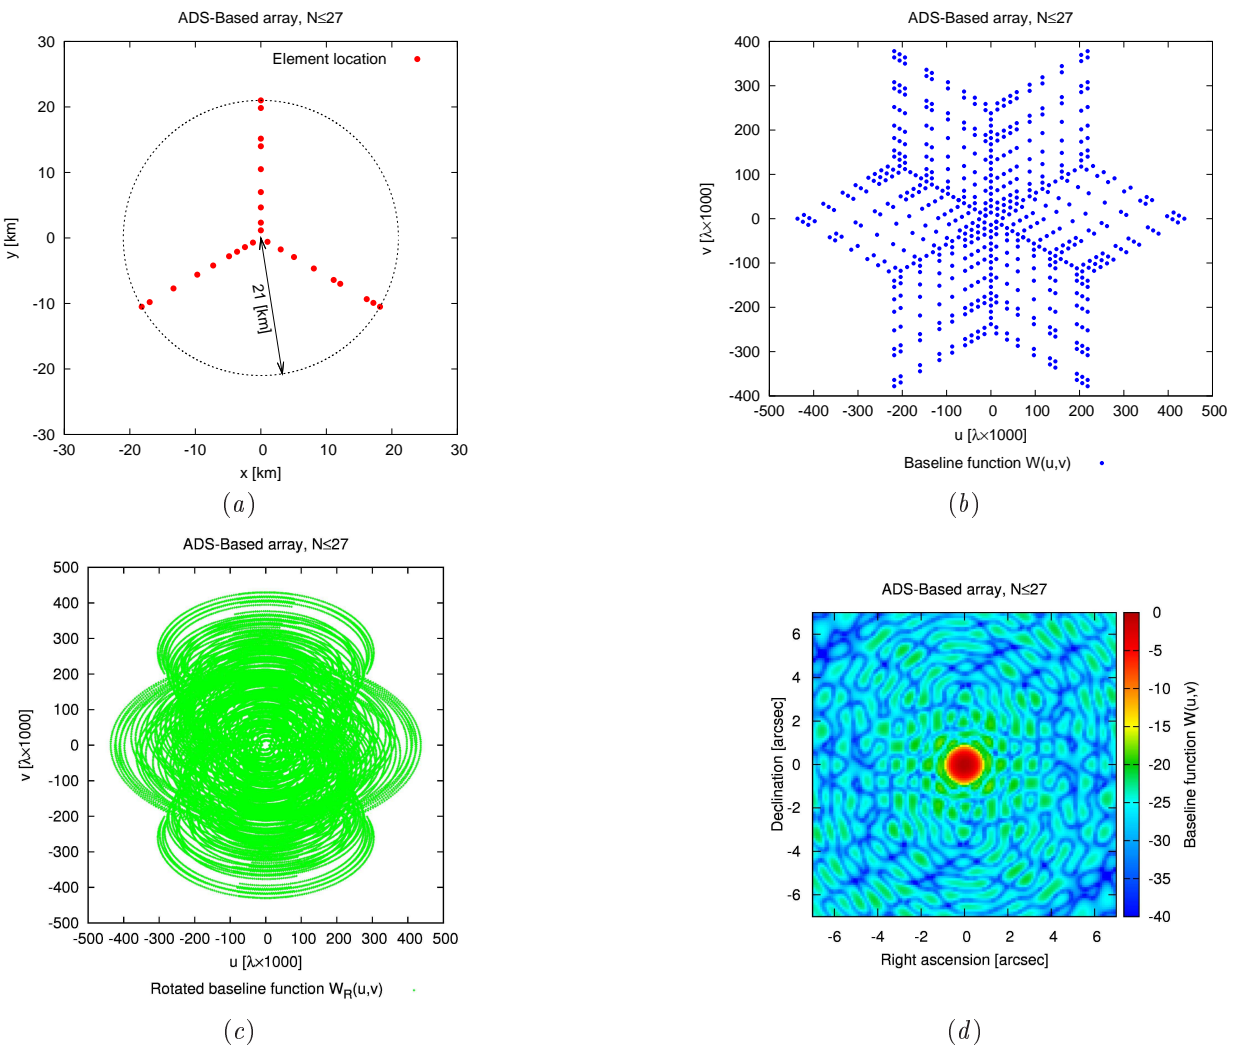 ADS-Based array, N≤27
Element location
30
20
10
0
-10
-20
-30
y [km]
21 [km]
-30 -20 -10 0 10 20 30
x [km]
(a)
ADS-Based array, N≤27
400
300
200
100
0
-100
-200
-300
-400
v [λ×1000]
-500 -400 -300 -200 -100 0 100 200 300 400 500
u [λ×1000]
Baseline function W(u,v)
(b)
ADS-Based array, N≤27
500
400
300
200
100
0
-100
-200
-300
-400
-500
v [λ×1000]
-500 -400 -300 -200 -100 0 100 200 300 400 500
u [λ×1000]
Rotated baseline function W_R(u,v)
(c)
ADS-Based array, N≤27
6
4
2
0
-2
-4
-6
Declination [arcsec]
-6 -4 -2 0 2 4 6
Right ascension [arcsec]
0
-5
-10
-15
-20
-25
-30
-35
-40
Baseline function W(u,v)
(d)